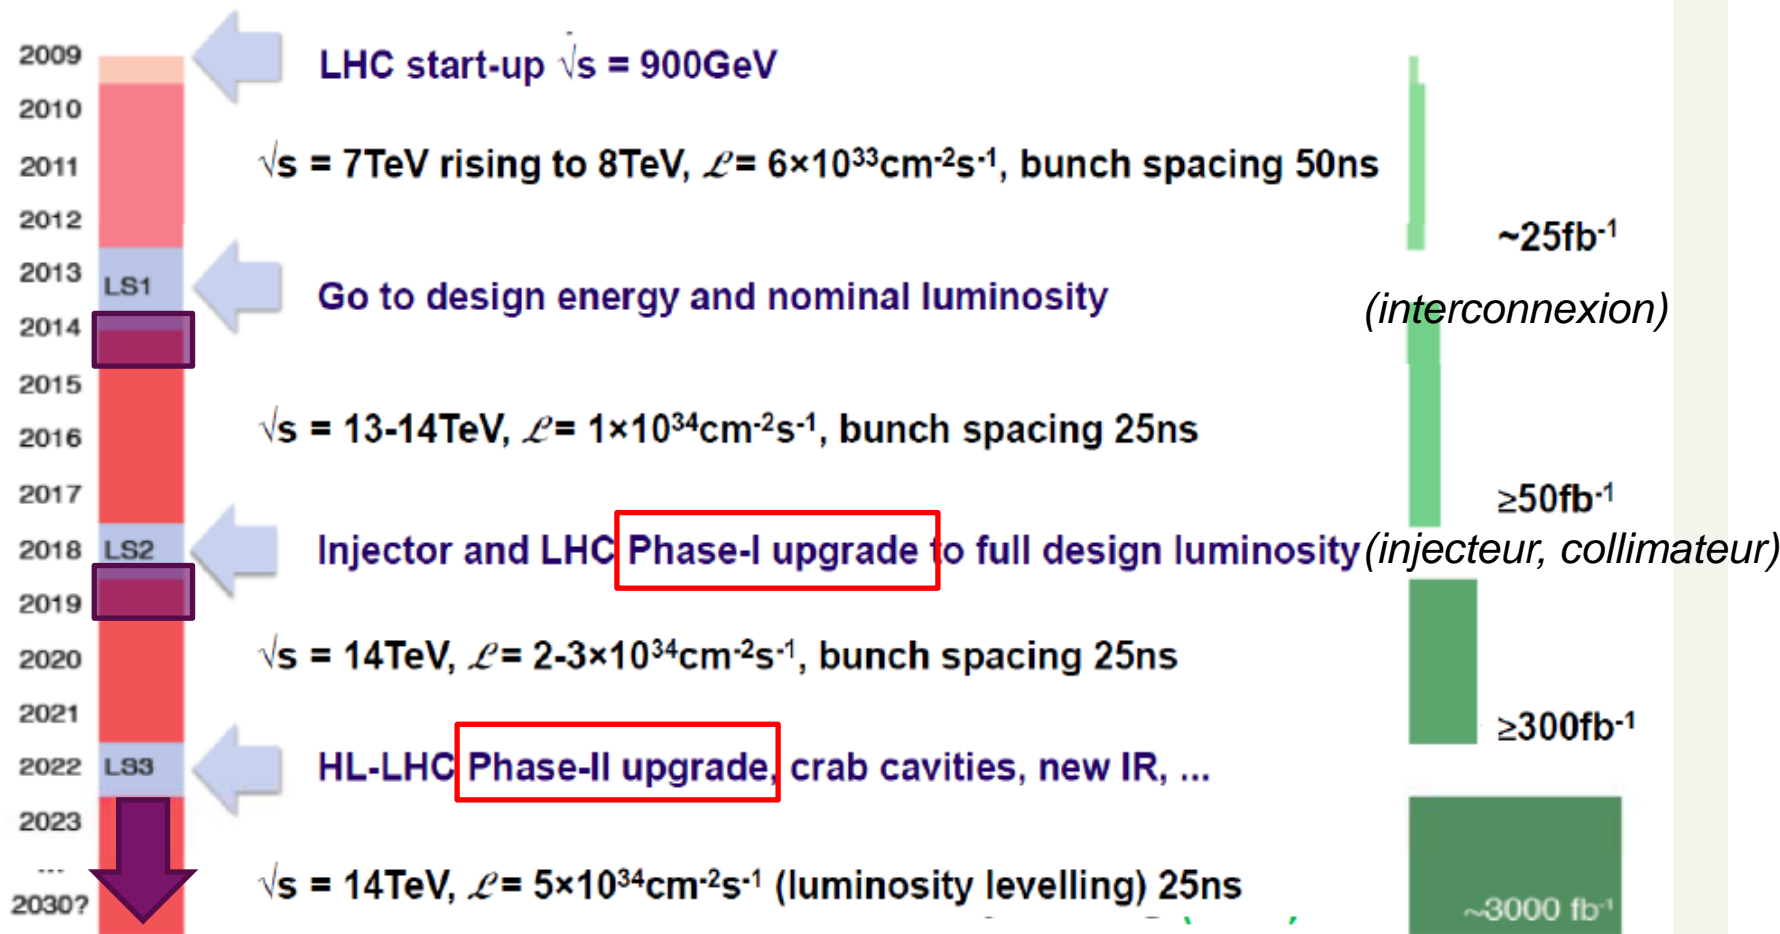 2009
LHC start-up √s = 900GeV
2010
2011
√s = 7TeV rising to 8TeV, ℒ= 6×10³³cm⁻²s⁻¹, bunch spacing 50ns
2012
~25fb⁻¹
2013
LS1
Go to design energy and nominal luminosity
(interconnexion)
2014
2015
2016
√s = 13-14TeV, ℒ= 1×10³⁴cm⁻²s⁻¹, bunch spacing 25ns
2017
≥50fb⁻¹
2018
LS2
Injector and LHC Phase-I upgrade to full design luminosity (injecteur, collimateur)
2019
2020
√s = 14TeV, ℒ= 2-3×10³⁴cm⁻²s⁻¹, bunch spacing 25ns
2021
≥300fb⁻¹
2022
LS3
HL-LHC Phase-II upgrade, crab cavities, new IR, ...
2023
...
2030?
√s = 14TeV, ℒ= 5×10³⁴cm⁻²s⁻¹ (luminosity levelling) 25ns
~3000 fb⁻¹